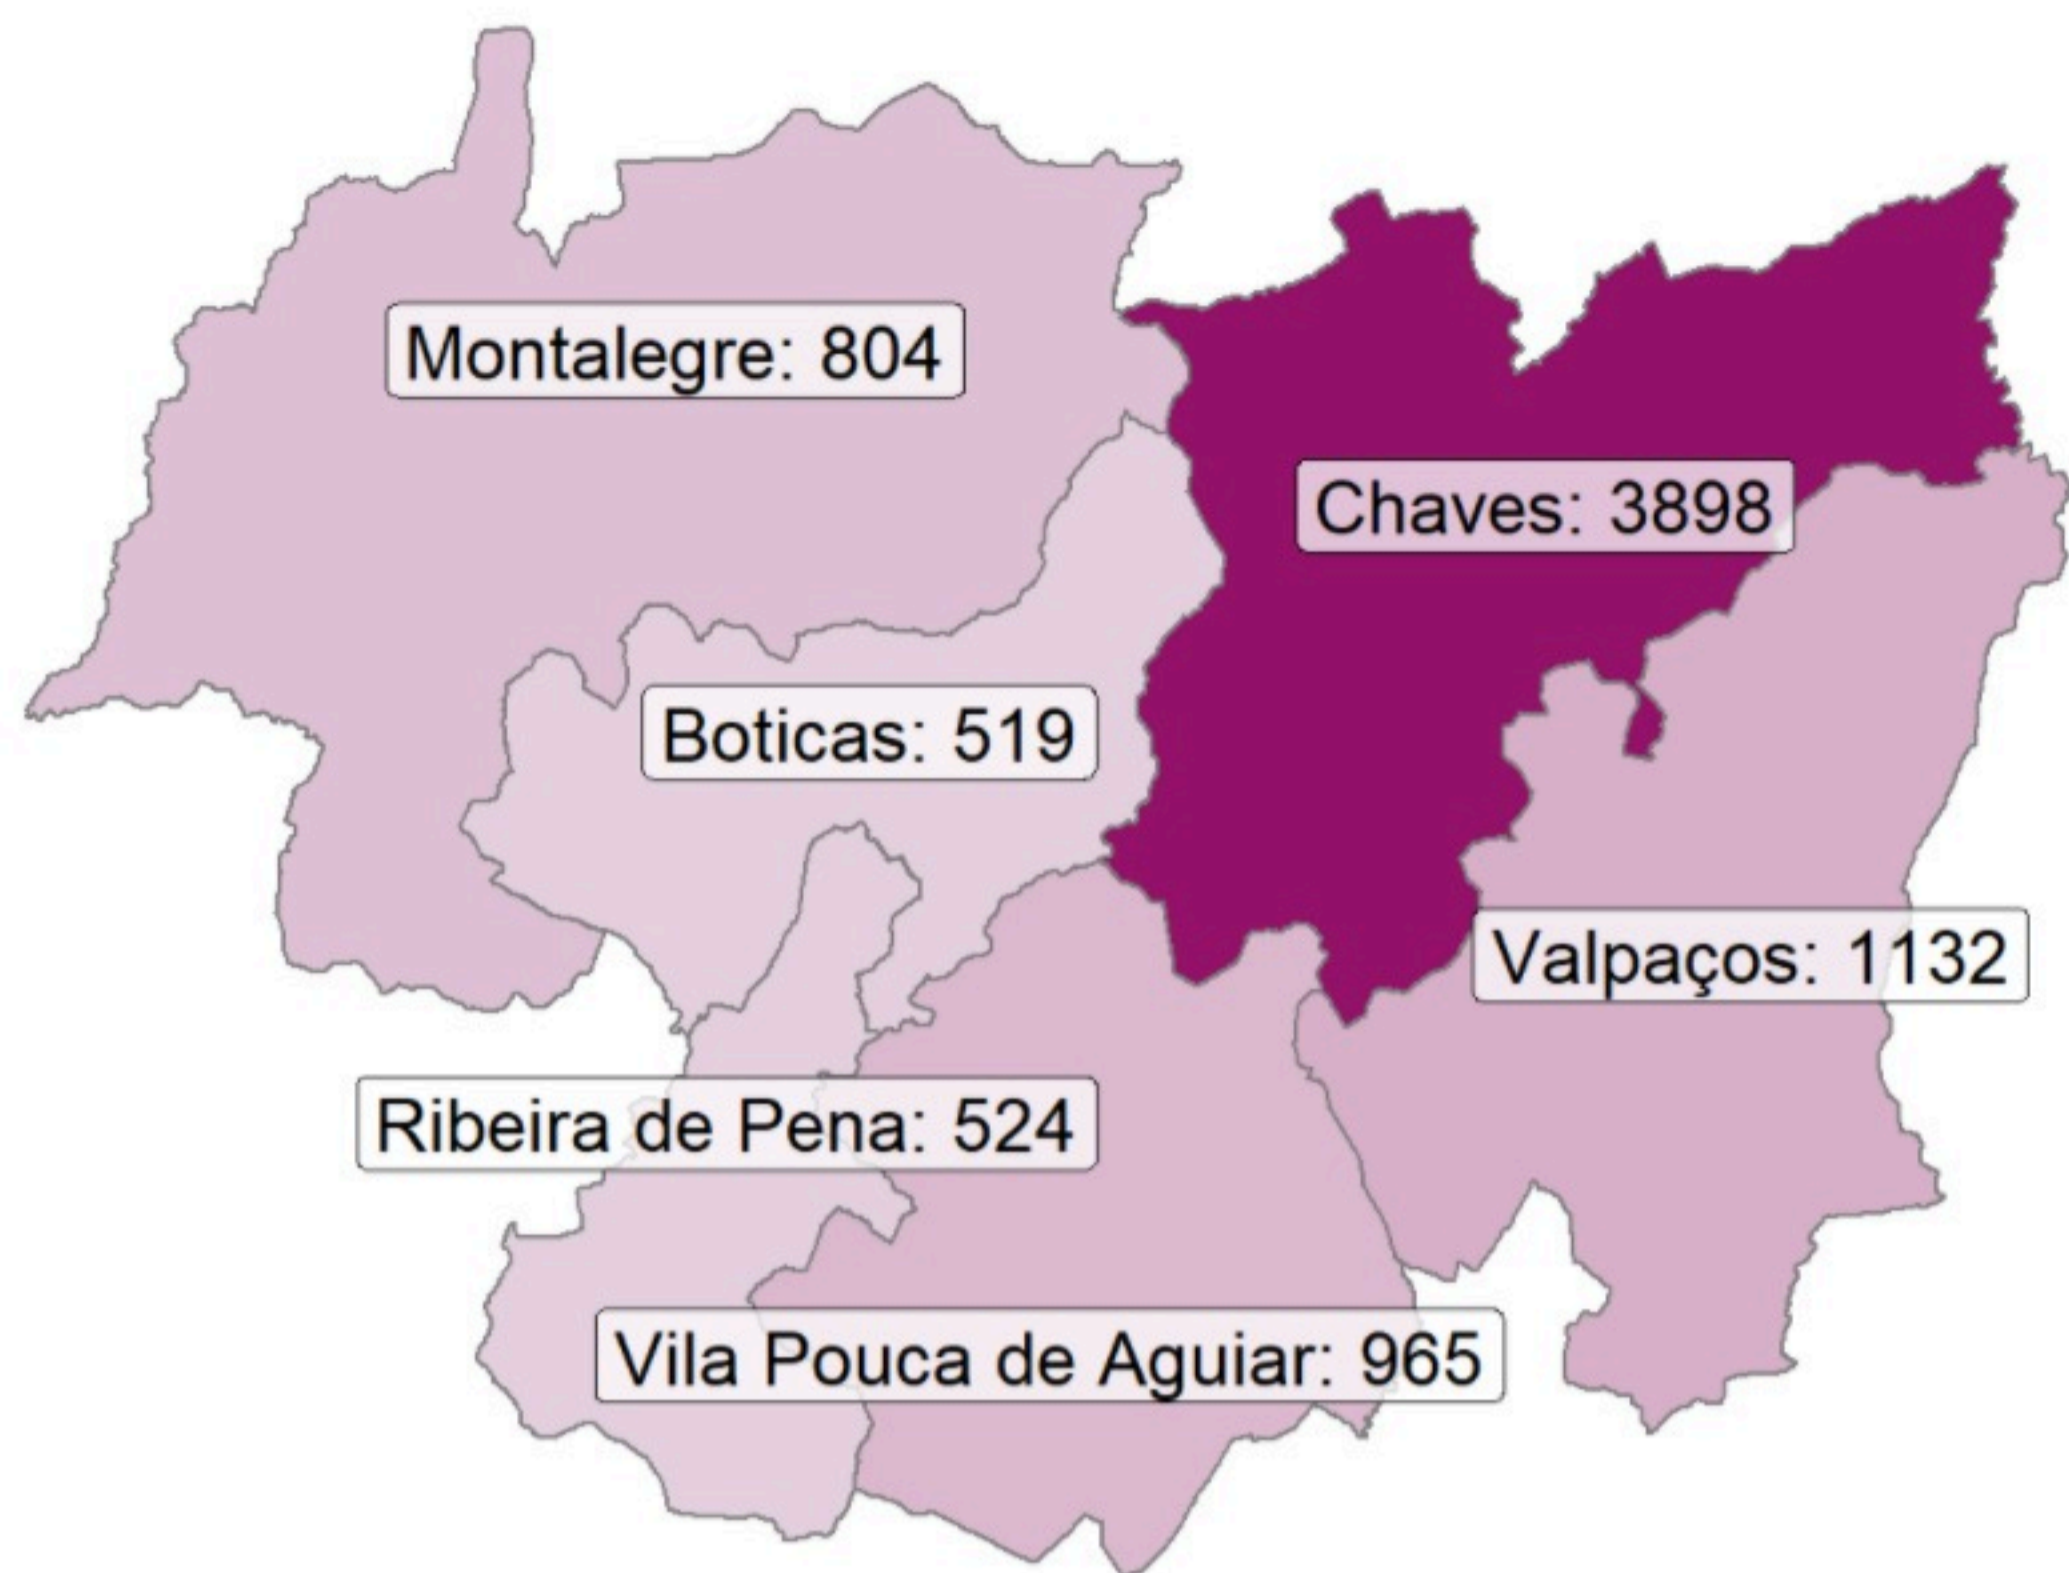 Montalegre: 804
Chaves: 3898
Boticas: 519
Valpaços: 1132
Ribeira de Pena: 524
Vila Pouca de Aguiar: 965